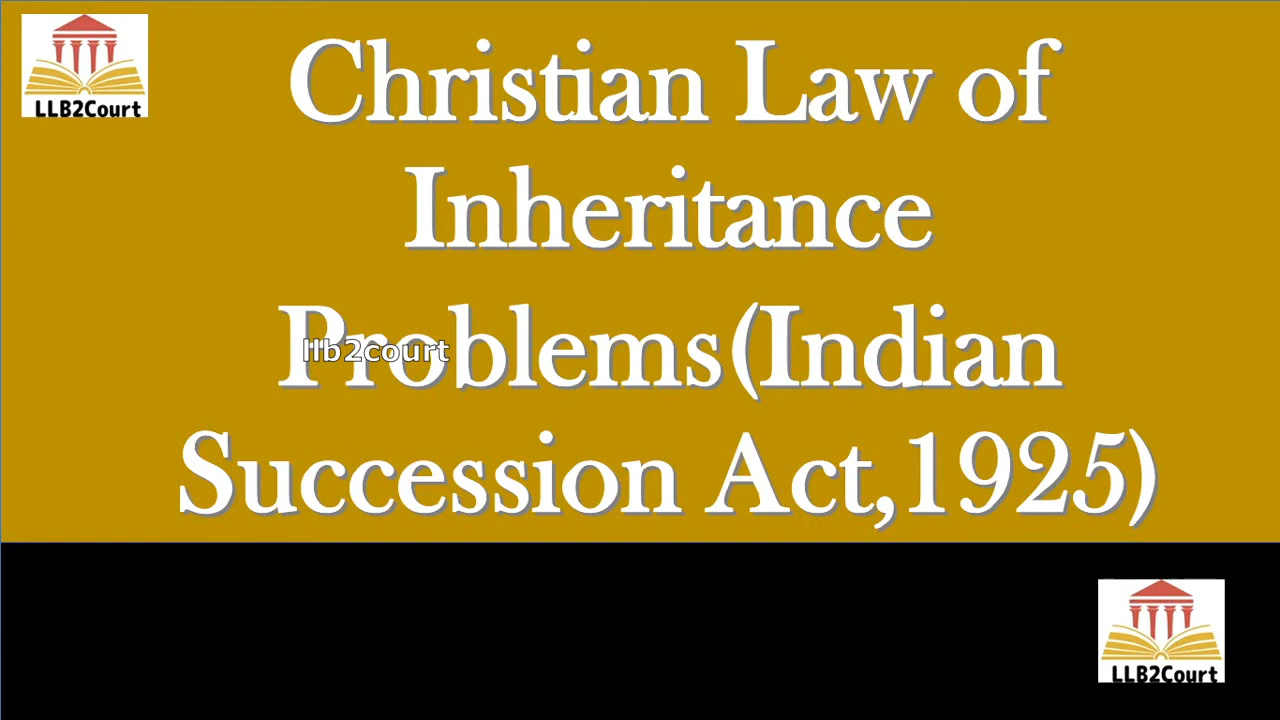 LLB2Court
Christian Law of
Inheritance
Problems(Indian
llb2court
Succession Act,1925)
LLB2Court